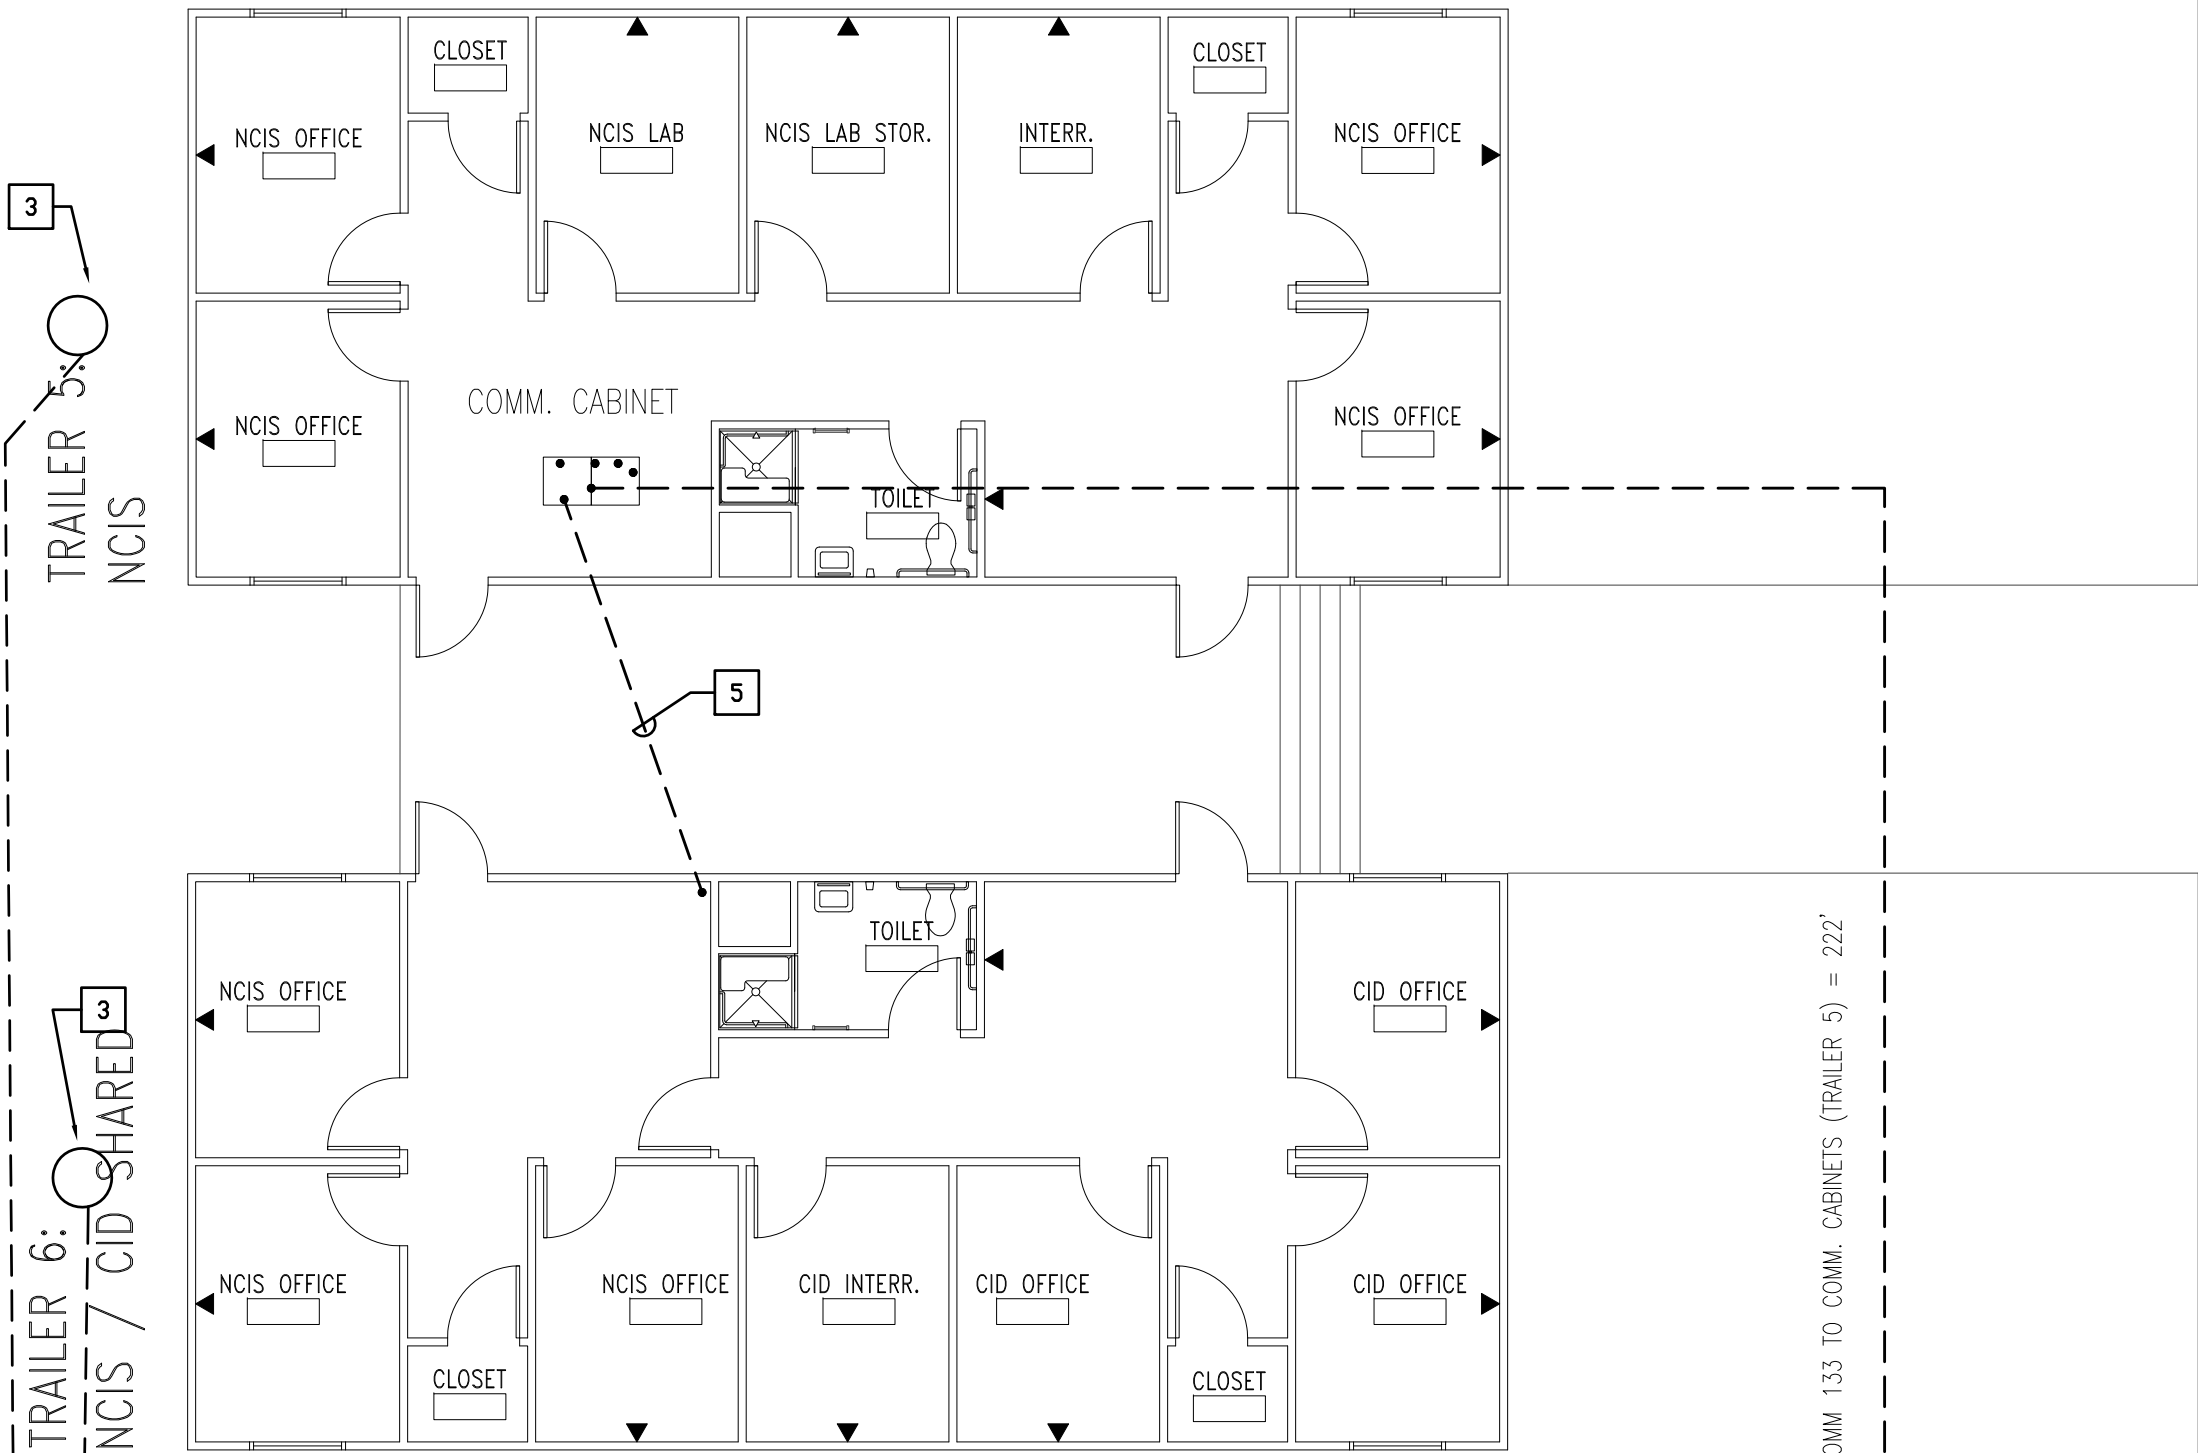 CLOSET
CLOSET
NCIS OFFICE
NCIS LAB
NCIS LAB STOR.
INTERR.
NCIS OFFICE
3
TRAILER 5:
NCIS
NCIS OFFICE
COMM. CABINET
NCIS OFFICE
TOILET
5
TOILET
NCIS OFFICE
CID OFFICE
3
TRAILER 6:
NCIS / CID SHARED
NCIS OFFICE
NCIS OFFICE
CID INTERR.
CID OFFICE
CID OFFICE
CLOSET
CLOSET
OMM 133 TO COMM. CABINETS (TRAILER 5) = 222'